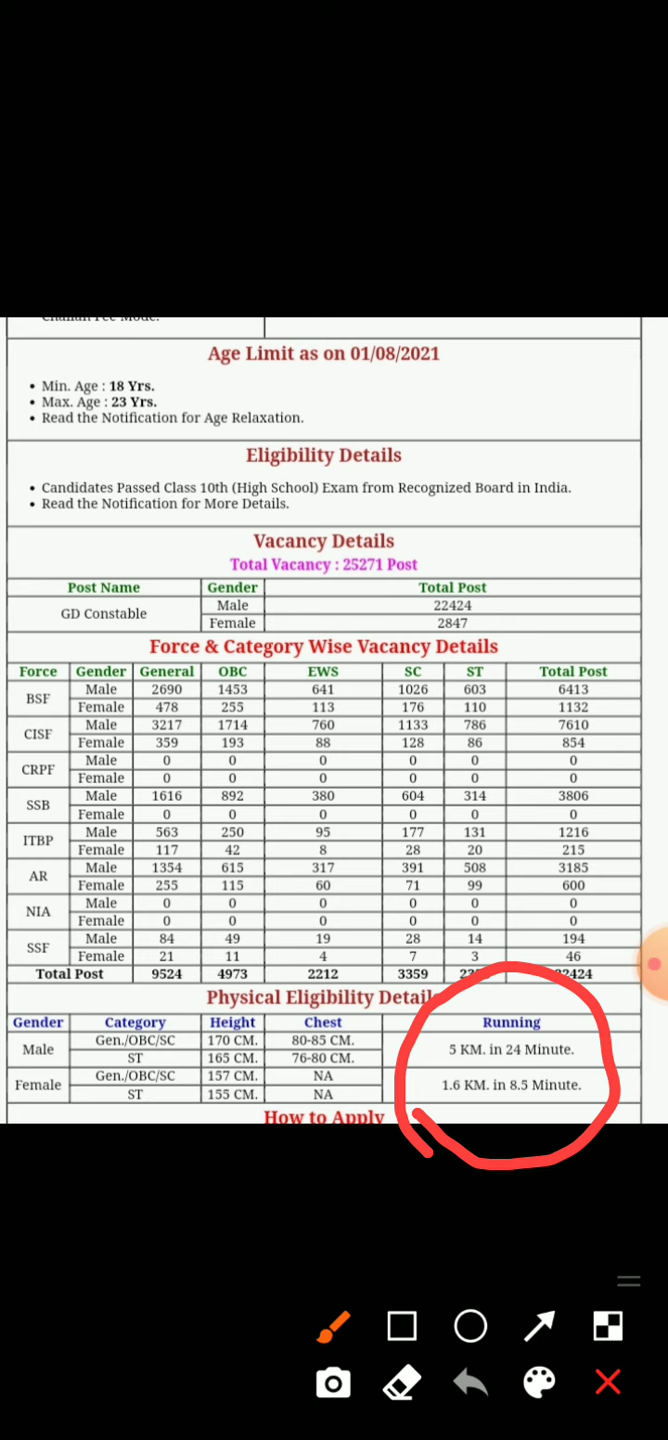 Age Limit as on 01/08/2021
• Min. Age : 18 Yrs.
• Max. Age : 23 Yrs.
• Read the Notification for Age Relaxation.
Eligibility Details
• Candidates Passed Class 10th (High School) Exam from Recognized Board in India.
• Read the Notification for More Details.
Vacancy Details
Total Vacancy : 25271 Post
Post Name Gender Total Post
GD Constable Male 22424
Female 2847
Force & Category Wise Vacancy Details
Force Gender General OBC EWS SC ST Total Post
BSF Male 2690 1453 641 1026 603 6413
Female 478 255 113 176 110 1132
CISF Male 3217 1714 760 1133 786 7610
Female 359 193 88 128 86 854
CRPF Male 0 0 0 0 0 0
Female 0 0 0 0 0 0
SSB Male 1616 892 380 604 314 3806
Female 0 0 0 0 0 0
ITBP Male 563 250 95 177 131 1216
Female 117 42 8 28 20 215
AR Male 1354 615 317 391 508 3185
Female 255 115 60 71 99 600
NIA Male 0 0 0 0 0 0
Female 0 0 0 0 0 0
SSF Male 84 49 19 28 14 194
Female 21 11 4 7 3 46
Total Post 9524 4973 2212 3359
Physical Eligibility Details
Gender Category Height Chest Running
Male Gen./OBC/SC 170 CM. 80-85 CM. 5 KM. in 24 Minute.
ST 165 CM. 76-80 CM.
Female Gen./OBC/SC 157 CM. NA 1.6 KM. in 8.5 Minute.
ST 155 CM. NA
How to Apply